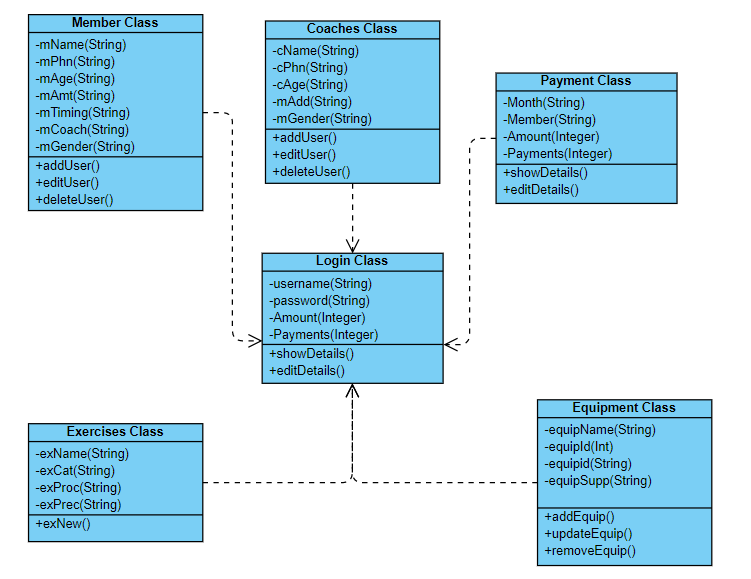 Member Class
-mName(String)
-mPhn(String)
-mAge(String)
-mAmt(String)
-mTiming(String)
-mCoach(String)
-mGender(String)
+addUser()
+editUser()
+deleteUser()
Coaches Class
-cName(String)
-cPhn(String)
-cAge(String)
-mAdd(String)
-mGender(String)
+addUser()
+editUser()
+deleteUser()
Payment Class
-Month(String)
-Member(String)
-Amount(Integer)
-Payments(Integer)
+showDetails()
+editDetails()
Login Class
-username(String)
-password(String)
-Amount(Integer)
-Payments(Integer)
+showDetails()
+editDetails()
Exercises Class
-exName(String)
-exCat(String)
-exProc(String)
-exPrec(String)
+exNew()
Equipment Class
-equipName(String)
-equipId(Int)
-equipid(String)
-equipSupp(String)
+addEquip()
+updateEquip()
+removeEquip()